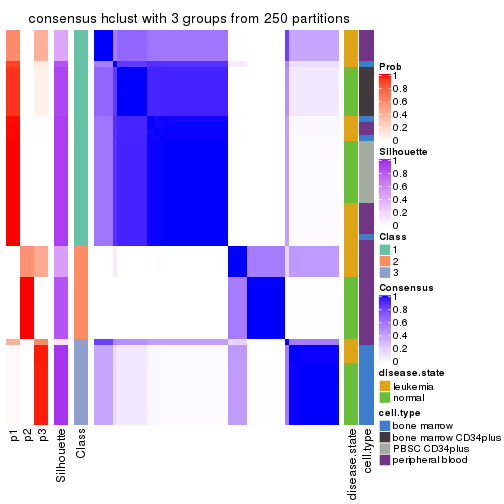 consensus hclust with 3 groups from 250 partitions
Prob
1
0.8
0.6
0.4
0.2
0
Silhouette
1
0.8
0.6
0.4
0.2
0
Class
1
2
3
Consensus
1
0.8
0.6
0.4
0.2
0
disease.state
leukemia
normal
cell.type
bone marrow
bone marrow CD34plus
PBSC CD34plus
peripheral blood
p1
p2
p3
Silhouette
Class
disease.state
cell.type